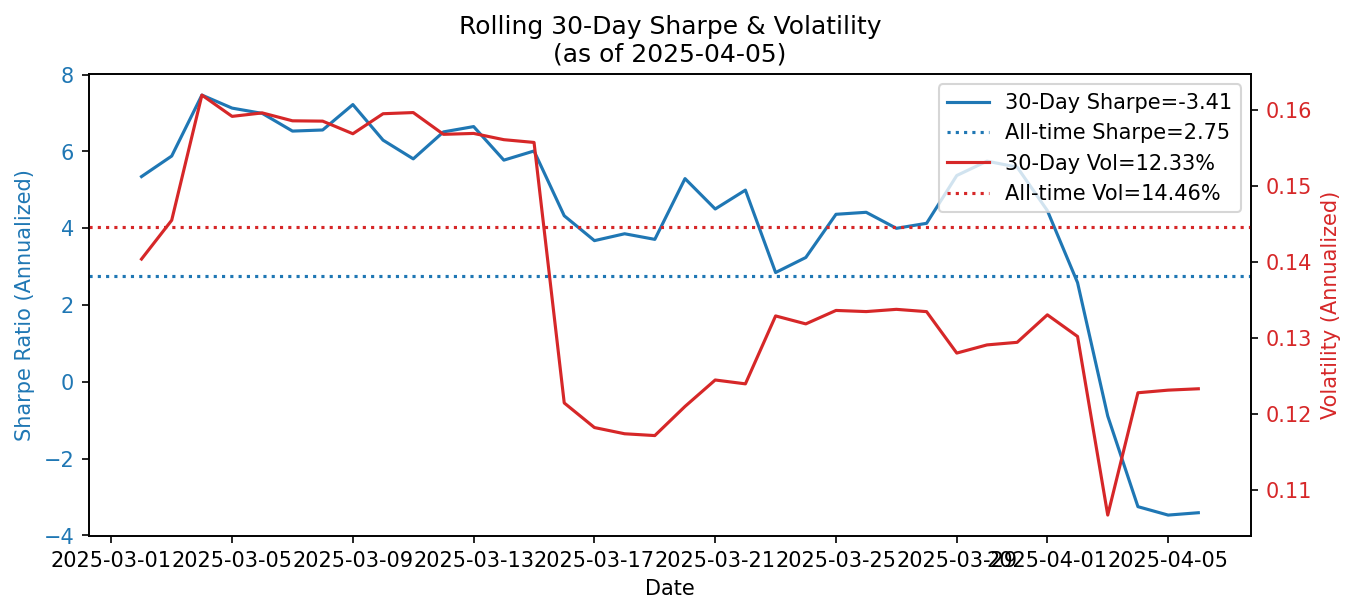 Rolling 30-Day Sharpe & Volatility
(as of 2025-04-05)
30-Day Sharpe=-3.41
All-time Sharpe=2.75
30-Day Vol=12.33%
All-time Vol=14.46%
Sharpe Ratio (Annualized)
8
6
4
2
0
−2
−4
Volatility (Annualized)
0.16
0.15
0.14
0.13
0.12
0.11
2025-03-01 2025-03-05 2025-03-09 2025-03-13 2025-03-17 2025-03-21 2025-03-25 2025-03-29 2025-04-01 2025-04-05
Date